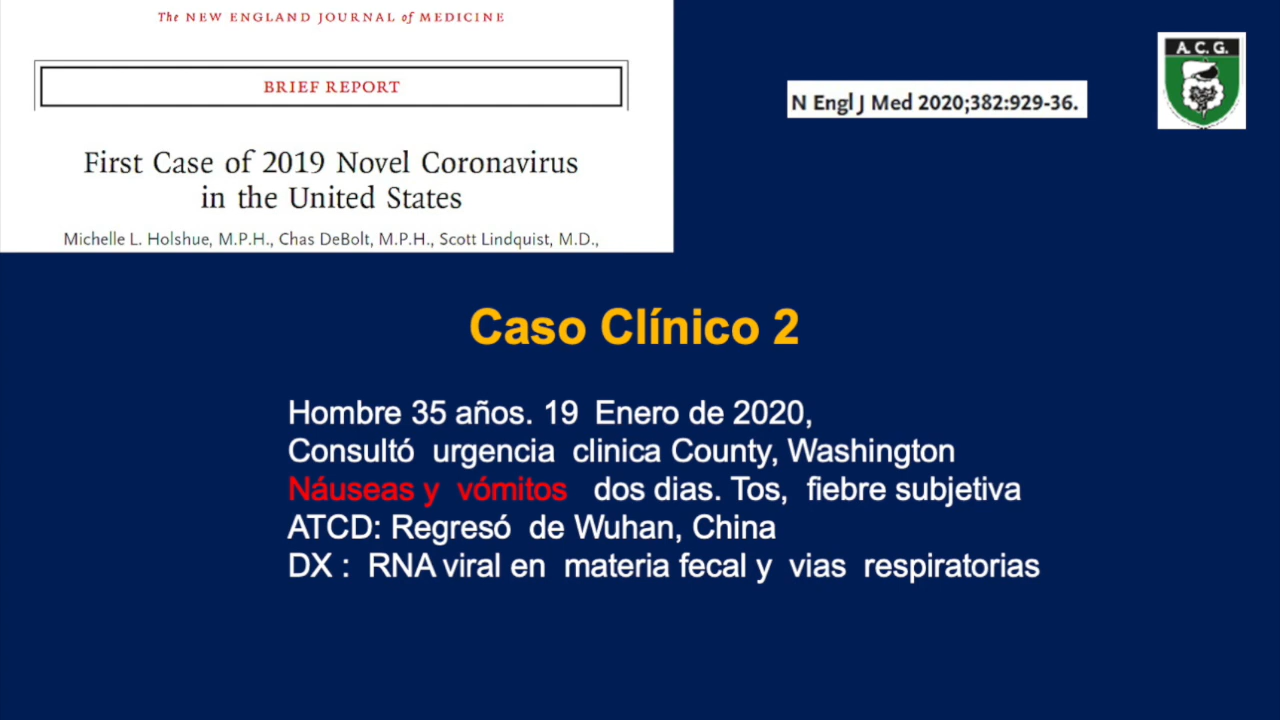 The NEW ENGLAND JOURNAL of MEDICINE
BRIEF REPORT
First Case of 2019 Novel Coronavirus
in the United States
Michelle L. Holshue, M.P.H., Chas DeBolt, M.P.H., Scott Lindquist, M.D.,
N Engl J Med 2020;382:929-36.
A.C.G.
Caso Clínico 2
Hombre 35 años. 19 Enero de 2020,
Consultó urgencia clinica County, Washington
Náuseas y vómitos dos dias. Tos, fiebre subjetiva
ATCD: Regresó de Wuhan, China
DX : RNA viral en materia fecal y vias respiratorias